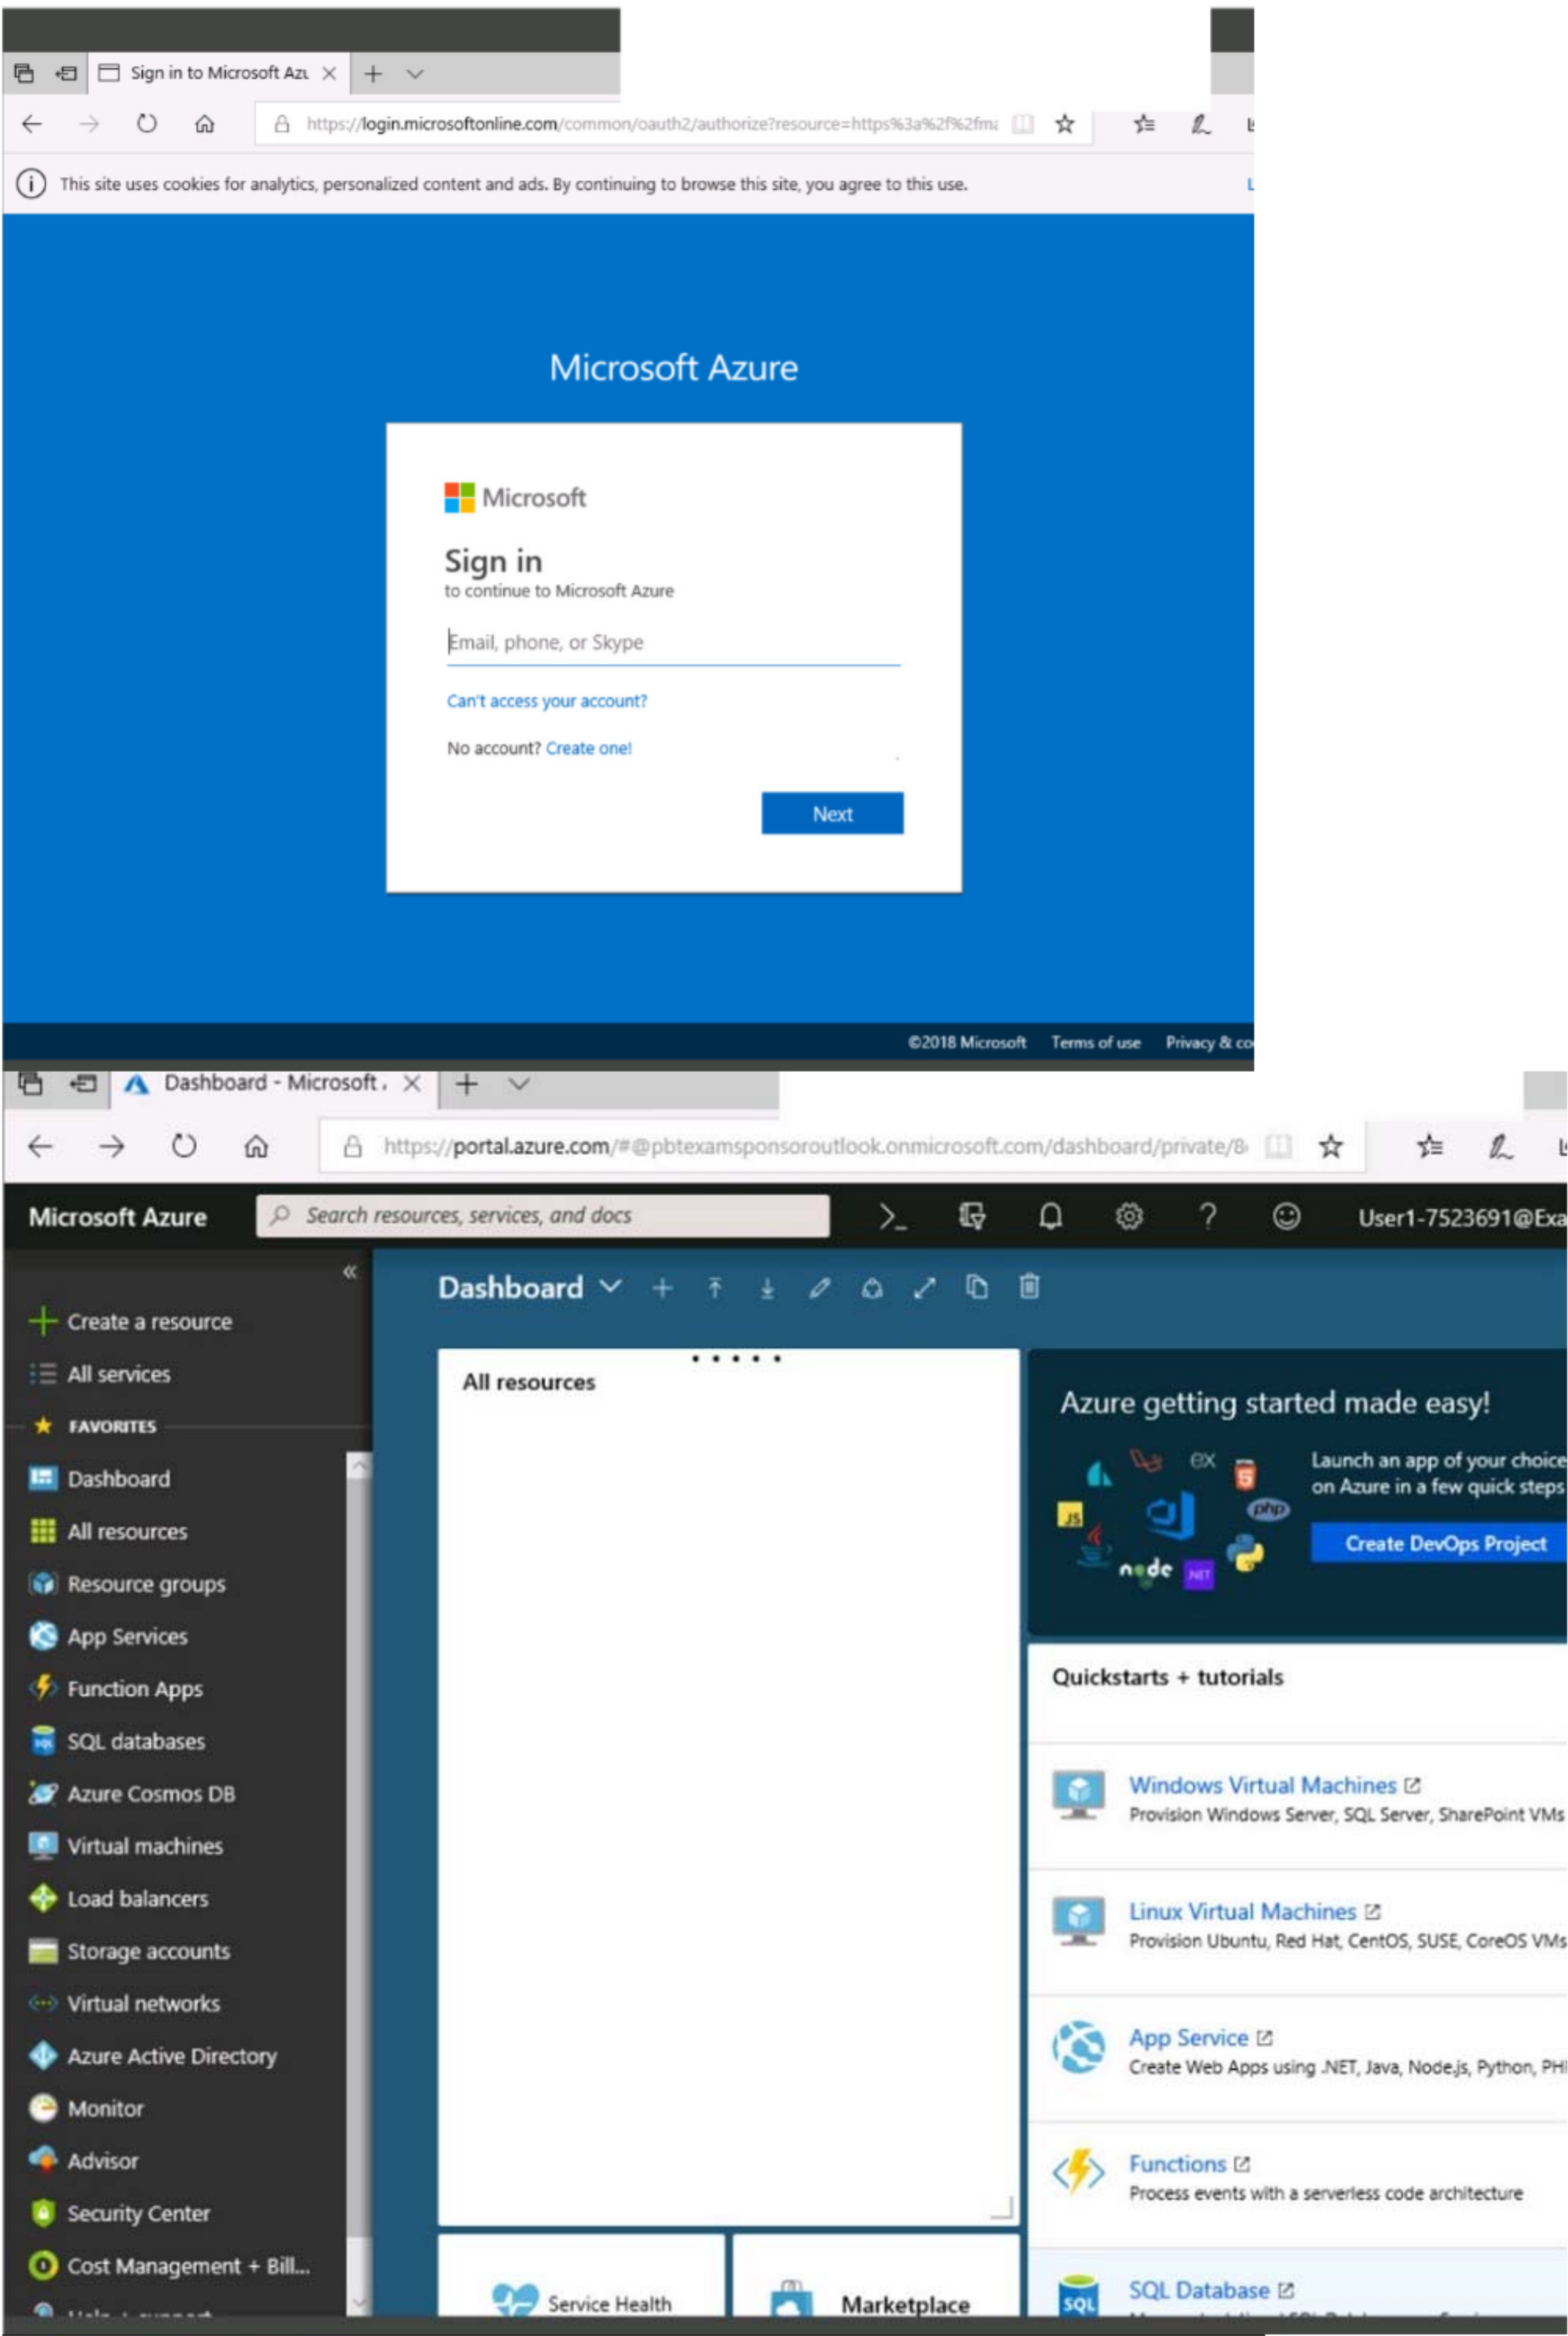 Sign in to Microsoft Azu
https://login.microsoftonline.com/common/oauth2/authorize?resource=https%3a%2f%2fma
This site uses cookies for analytics, personalized content and ads. By continuing to browse this site, you agree to this use.
Microsoft Azure
Microsoft
Sign in
to continue to Microsoft Azure
Email, phone, or Skype
Can't access your account?
No account? Create one!
Next
©2018 Microsoft Terms of use Privacy & co
Dashboard - Microsoft
https://portal.azure.com/#@pbtexamsponsoroutlook.onmicrosoft.com/dashboard/private/8
Microsoft Azure
Search resources, services, and docs
User1-7523691@Exa
Create a resource
All services
FAVORITES
Dashboard
All resources
Resource groups
App Services
Function Apps
SQL databases
Azure Cosmos DB
Virtual machines
Load balancers
Storage accounts
Virtual networks
Azure Active Directory
Monitor
Advisor
Security Center
Cost Management + Bill...
Dashboard
All resources
Service Health
Marketplace
Azure getting started made easy!
JS
ex
php
node
.NET
Launch an app of your choice
on Azure in a few quick steps
Create DevOps Project
Quickstarts + tutorials
Windows Virtual Machines
Provision Windows Server, SQL Server, SharePoint VMs
Linux Virtual Machines
Provision Ubuntu, Red Hat, CentOS, SUSE, CoreOS VMs
App Service
Create Web Apps using .NET, Java, Node.js, Python, PH
Functions
Process events with a serverless code architecture
SQL
SQL Database